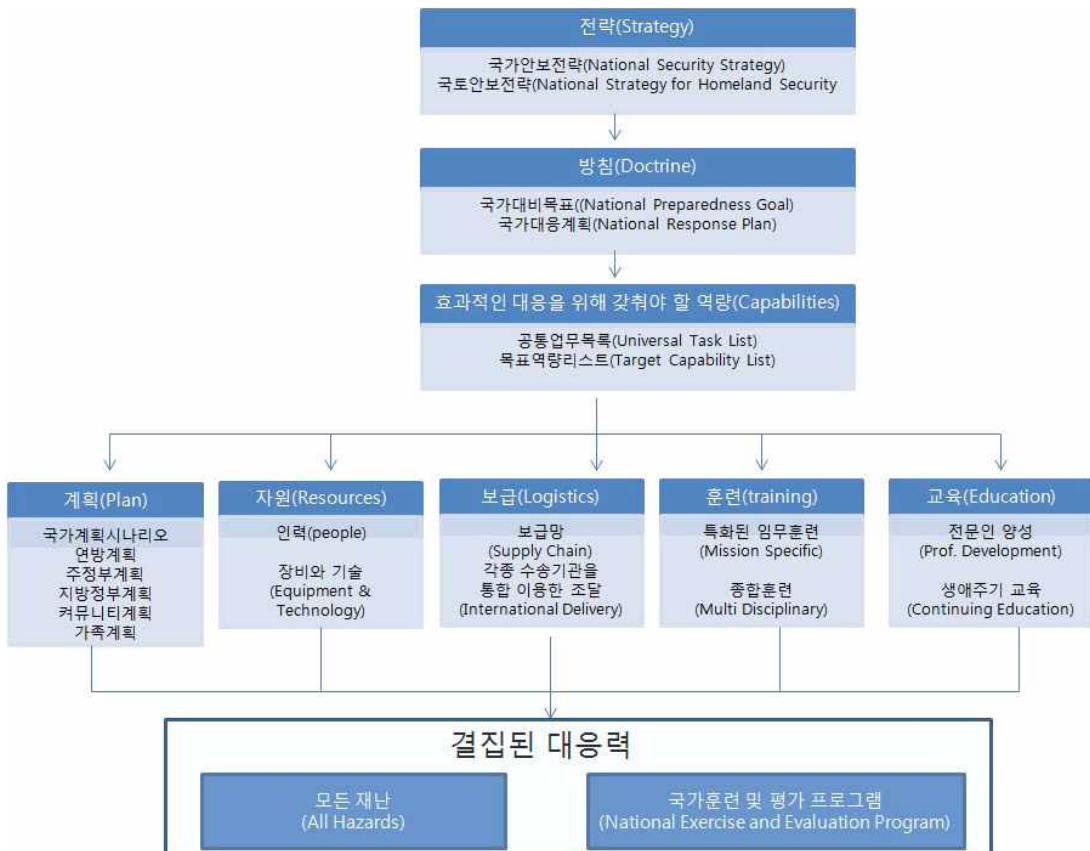 전략(Strategy)
국가안보전략(National Security Strategy)
국토안보전략(National Strategy for Homeland Security
방침(Doctrine)
국가대비목표((National Preparedness Goal)
국가대응계획(National Response Plan)
효과적인 대응을 위해 갖춰야 할 역량(Capabilities)
공통업무목록(Universal Task List)
목표역량리스트(Target Capability List)
계획(Plan)
국가계획시나리오
연방계획
주정부계획
지방정부계획
커뮤니티계획
가족계획
자원(Resources)
인력(people)
장비와 기술
(Equipment &
Technology)
보급(Logistics)
보급망
(Supply Chain)
각종 수송기관을
통합 이용한 조달
(International Delivery)
훈련(training)
특화된 임무훈련
(Mission Specific)
종합훈련
(Multi Disciplinary)
교육(Education)
전문인 양성
(Prof. Development)
생애주기 교육
(Continuing Education)
결집된 대응력
모든 재난
(All Hazards)
국가훈련 및 평가 프로그램
(National Exercise and Evaluation Program)